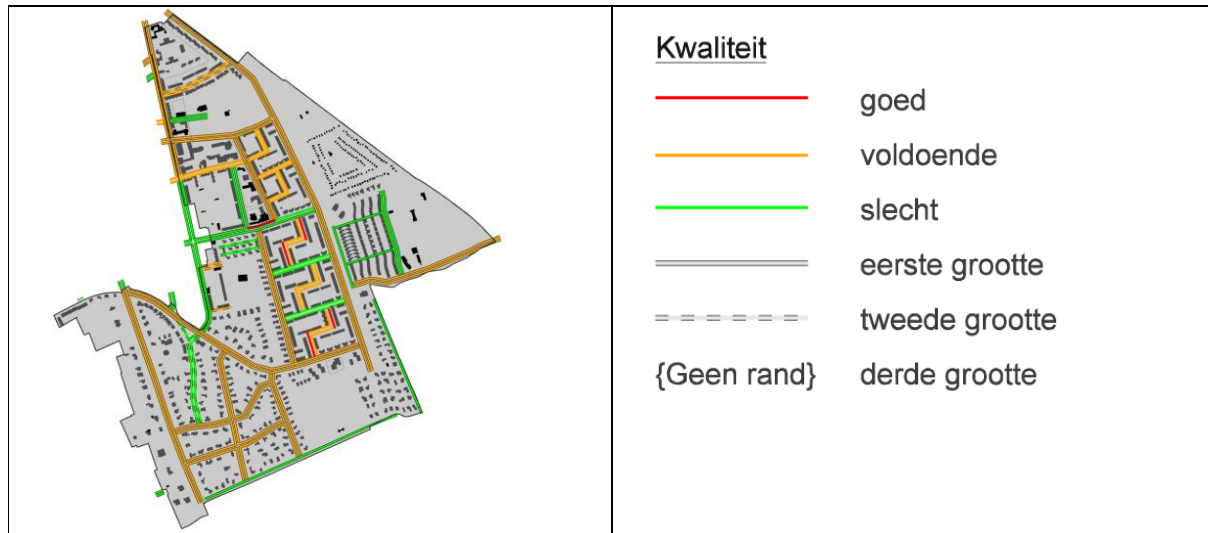 Kwaliteit
goed
voldoende
slecht
eerste grootte
tweede grootte
{Geen rand} derde grootte